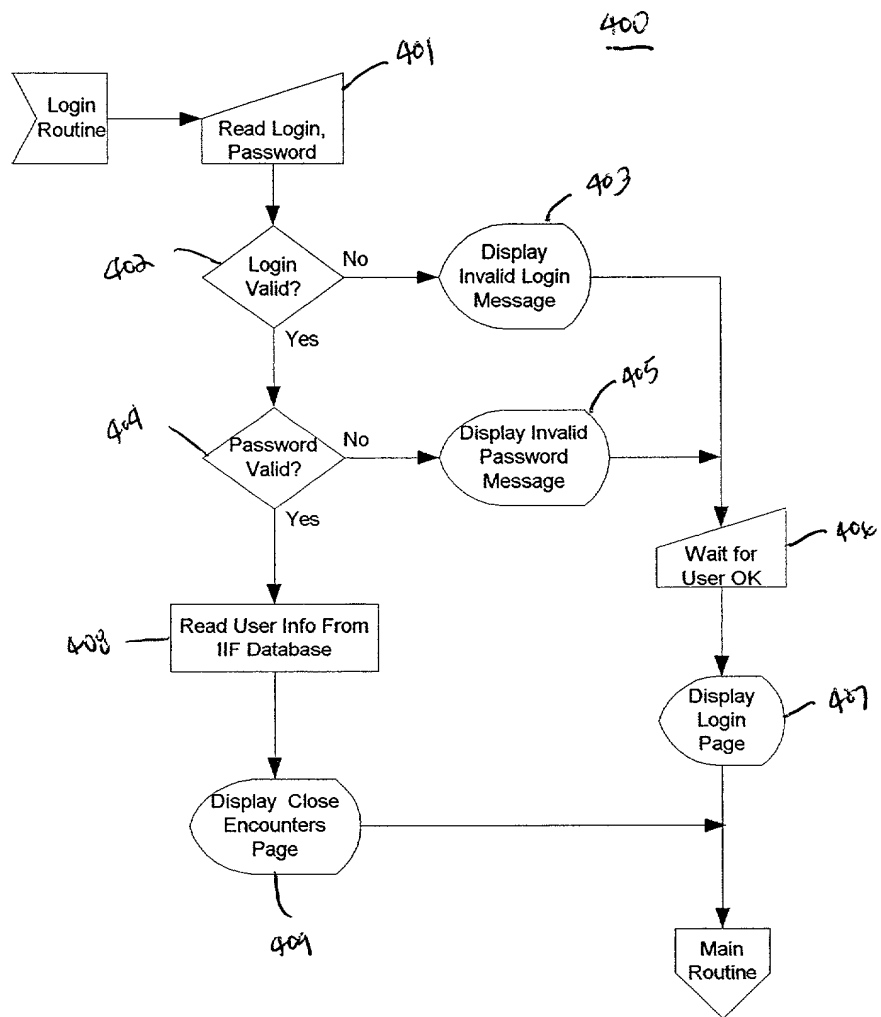 400
401
Login
Routine
Read Login,
Password
403
402
Login
Valid?
No
Display
Invalid Login
Message
Yes
405
404
Password
Valid?
No
Display Invalid
Password
Message
Yes
406
Wait for
User OK
408
Read User Info From
IIF Database
407
Display
Login
Page
Display Close
Encounters
Page
409
Main
Routine